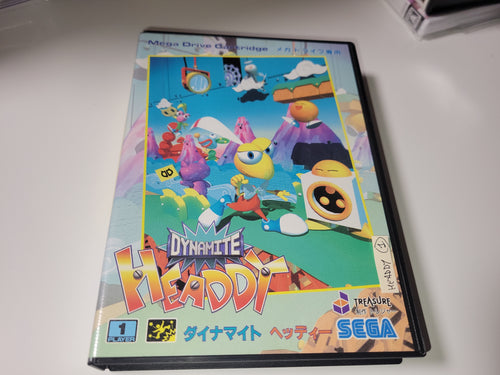 Mega Drive Cartridge メガドライブ専用
DYNAMITE
HEADDY
TREASURE
1
PLAYER
ダイナマイト ヘッディー
SEGA